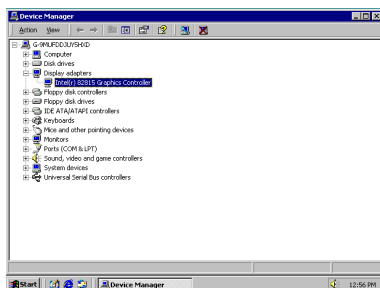 Device Manager
Action View
G-9MUFDDJUYSHXD
Computer
Disk drives
Display adapters
Intel(r) 82815 Graphics Controller
Floppy disk controllers
Floppy disk drives
IDE ATA/ATAPI controllers
Keyboards
Mice and other pointing devices
Monitors
Ports (COM & LPT)
Sound, video and game controllers
System devices
Universal Serial Bus controllers
Start
Device Manager
12:56 PM